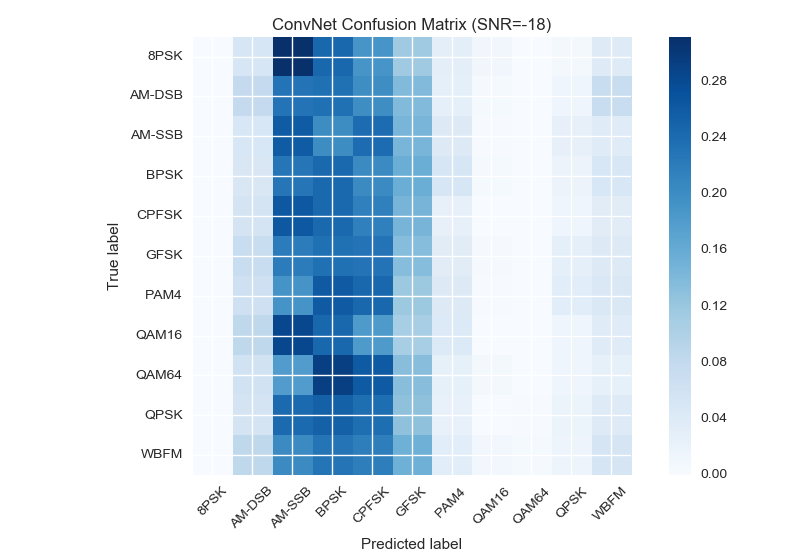 ConvNet Confusion Matrix (SNR=-18)
True label
8PSK
AM-DSB
AM-SSB
BPSK
CPFSK
GFSK
PAM4
QAM16
QAM64
QPSK
WBFM
8PSK
AM-DSB
AM-SSB
BPSK
CPFSK
GFSK
PAM4
QAM16
QAM64
QPSK
WBFM
Predicted label
0.28
0.24
0.20
0.16
0.12
0.08
0.04
0.00